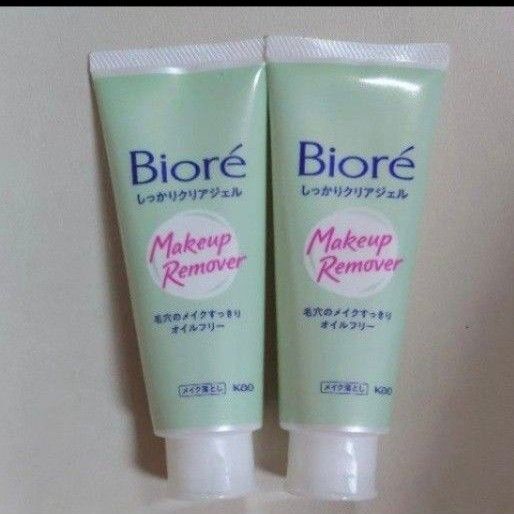 Bioré
しっかりクリアジェル
Makeup
Remover
毛穴のメイクすっきり
オイルフリー
メイク落とし Kao
Bioré
しっかりクリアジェル
Makeup
Remover
毛穴のメイクすっきり
オイルフリー
メイク落とし Kao